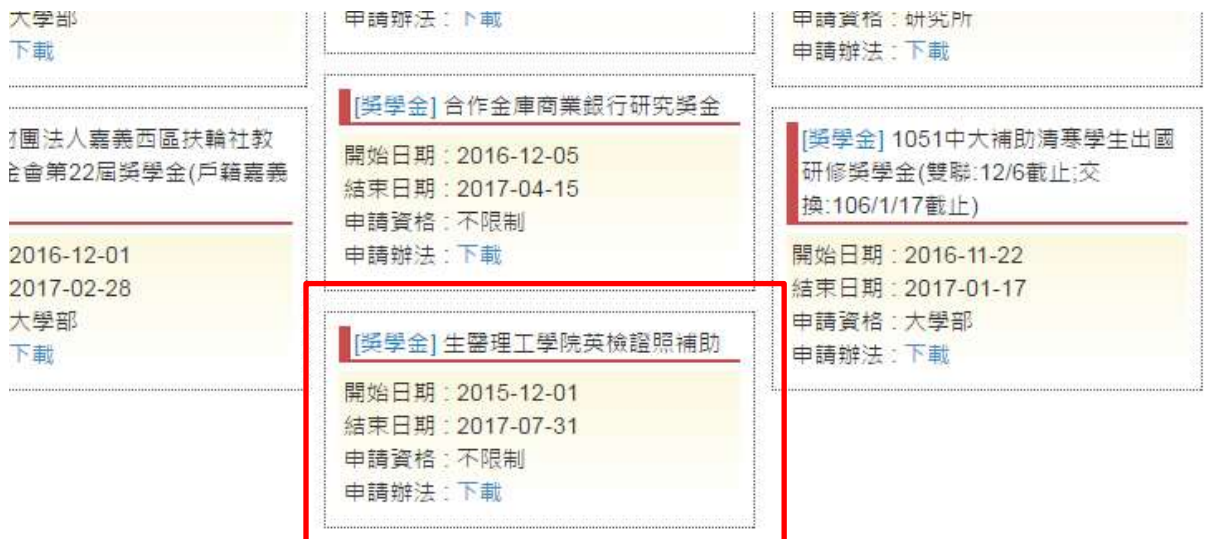 大學部
下載
財團法人嘉義西區扶輪社教
金會第22屆獎學金(戶籍嘉義
2016-12-01
2017-02-28
大學部
下載
申請辦法 : 下載
[獎學金] 合作金庫商業銀行研究獎金
開始日期 : 2016-12-05
結束日期 : 2017-04-15
申請資格 : 不限制
申請辦法 : 下載
[獎學金] 生醫理工學院英檢證照補助
開始日期 : 2015-12-01
結束日期 : 2017-07-31
申請資格 : 不限制
申請辦法 : 下載
申請資格 : 研究所
申請辦法 : 下載
[獎學金] 1051中大補助清寒學生出國
研修獎學金(雙聯:12/6截止;交
換:106/1/17截止)
開始日期 : 2016-11-22
結束日期 : 2017-01-17
申請資格 : 大學部
申請辦法 : 下載